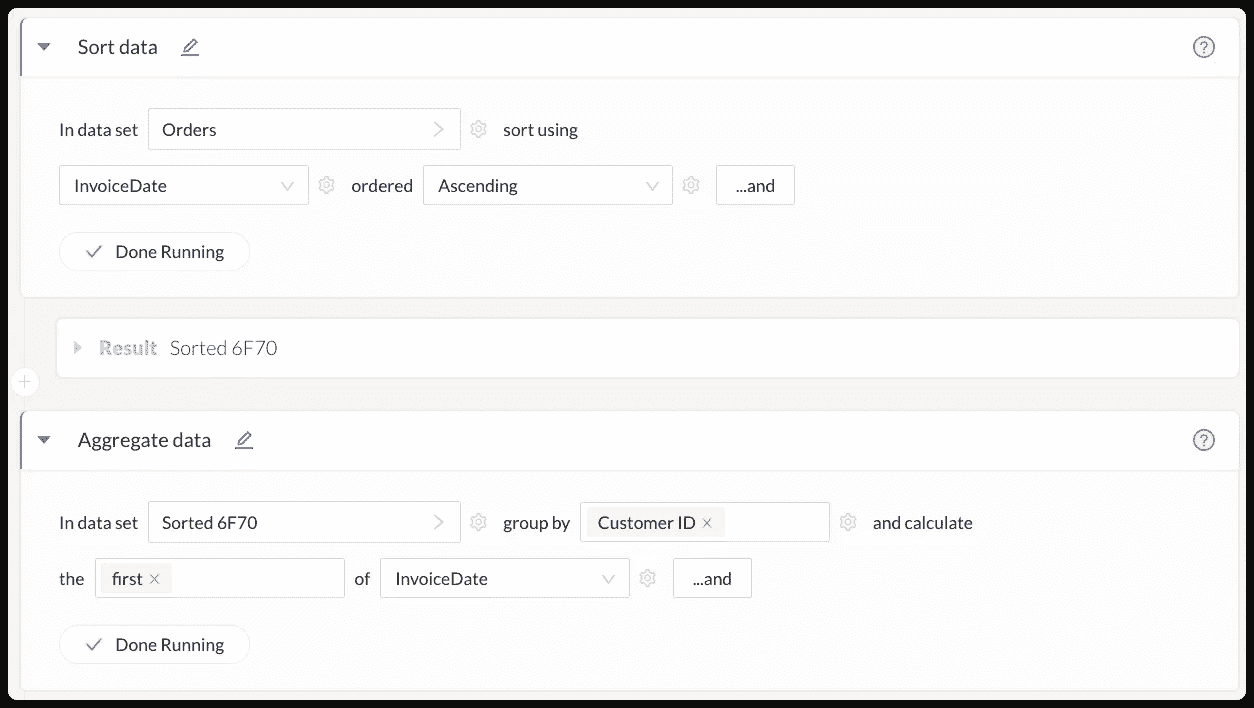 Sort data
In data set Orders sort using
InvoiceDate ordered Ascending ...and
Done Running
Result Sorted 6F70
Aggregate data
In data set Sorted 6F70 group by Customer ID and calculate
the first of InvoiceDate ...and
Done Running